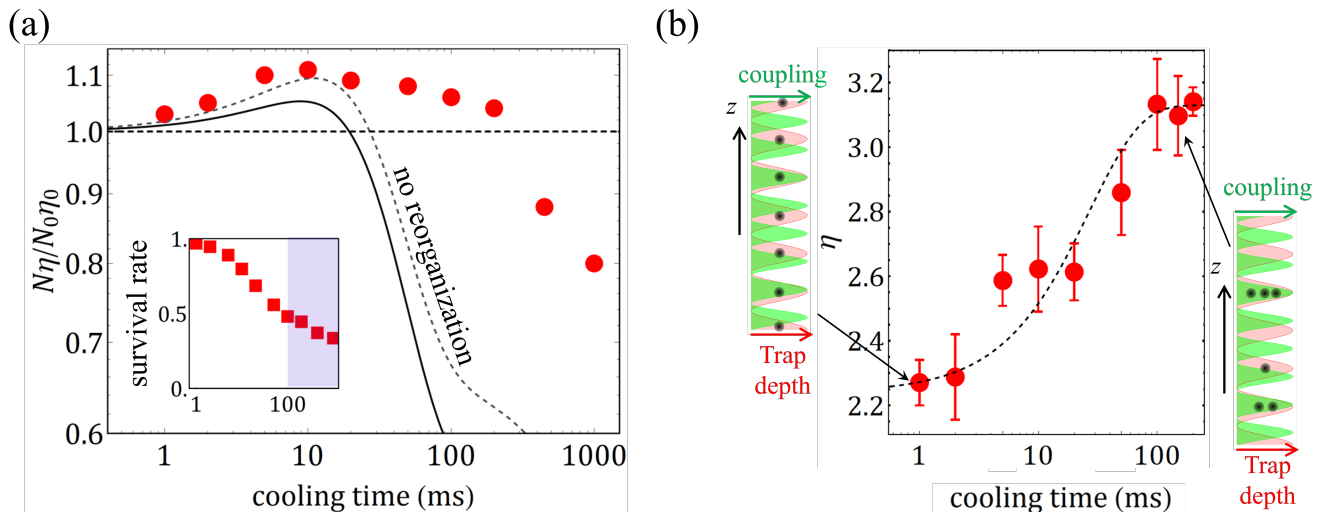 (a)
Nη/N₀η₀
1.1
1.0
0.9
0.8
0.7
0.6
no reorganization
survival rate
1.
0.5
0.
1
100
1
10
100
1000
cooling time (ms)
(b)
coupling
z
Trap
depth
η
3.2
3.0
2.8
2.6
2.4
2.2
1
10
100
cooling time (ms)
coupling
z
Trap
depth